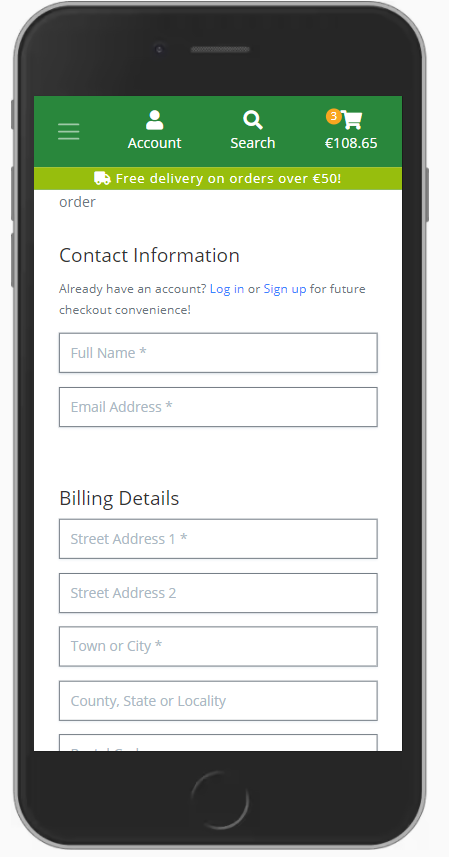 Account
Search
3
€108.65
Free delivery on orders over €50!
order
Contact Information
Already have an account? Log in or Sign up for future
checkout convenience!
Full Name *
Email Address *
Billing Details
Street Address 1 *
Street Address 2
Town or City *
County, State or Locality